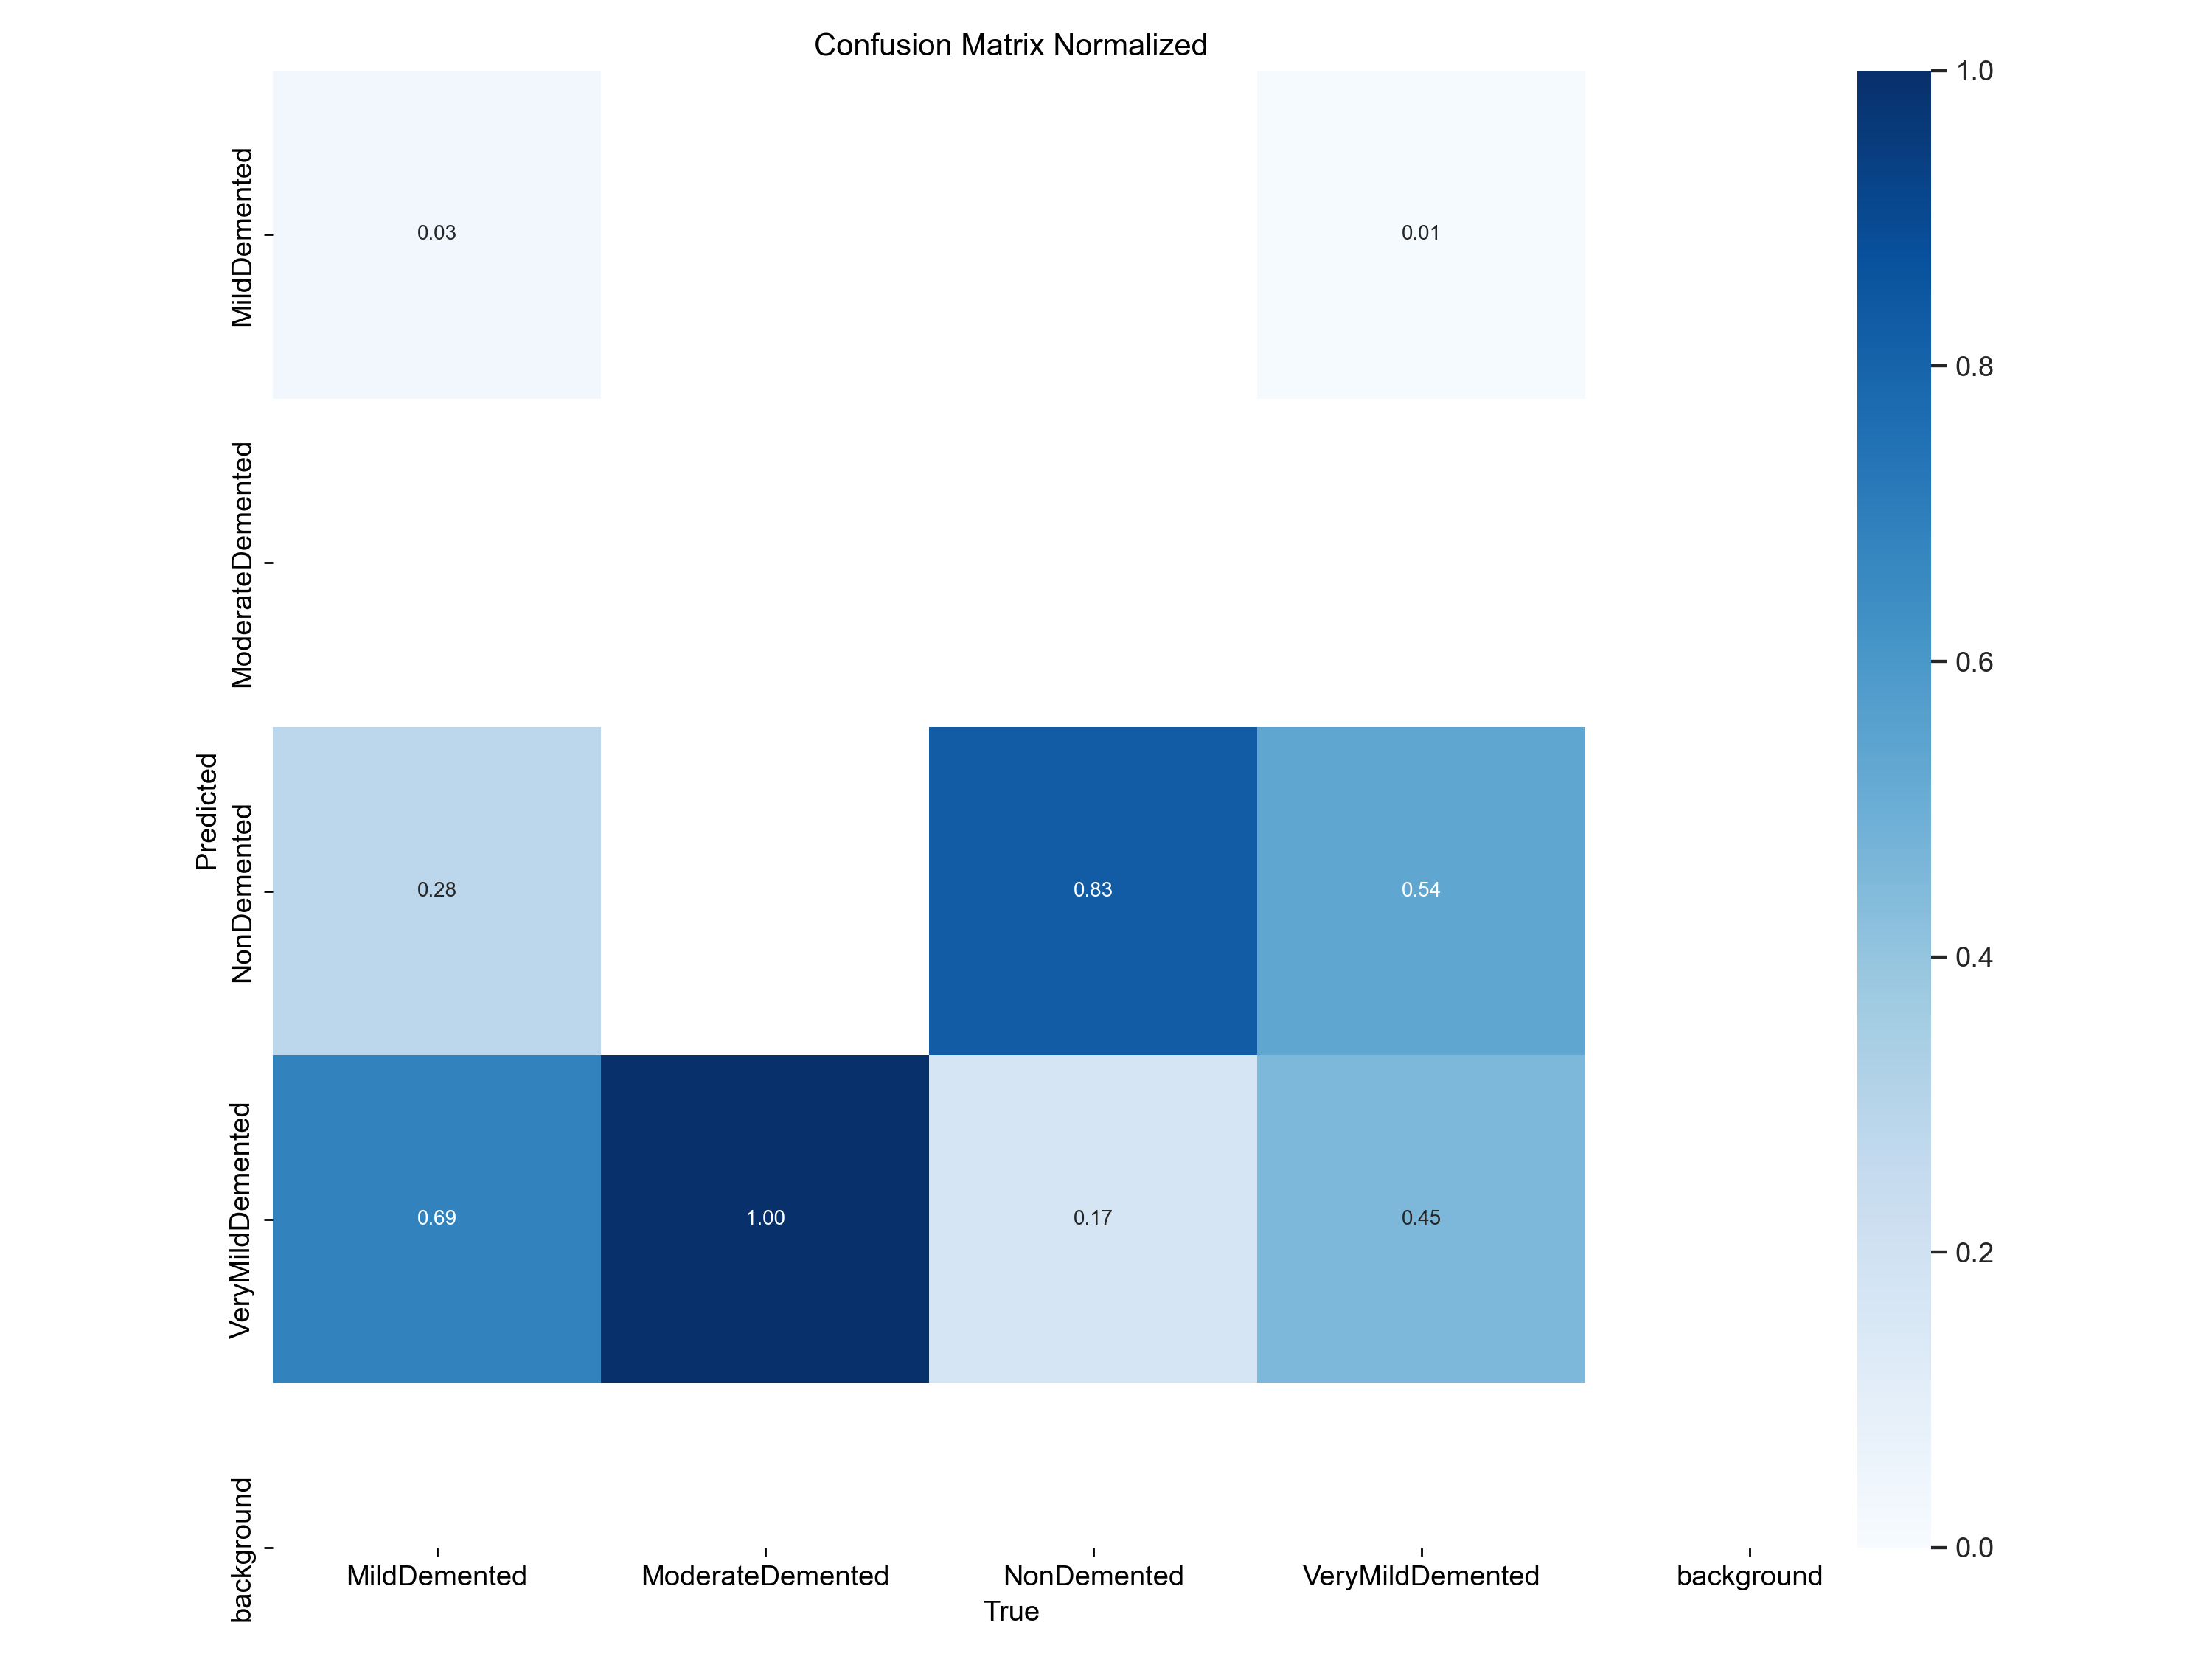 Confusion Matrix Normalized
MildDemented
ModerateDemented
NonDemented
VeryMildDemented
background
Predicted
0.03
0.01
0.28
0.83
0.54
0.69
1.00
0.17
0.45
MildDemented
ModerateDemented
NonDemented
VeryMildDemented
background
True
1.0
0.8
0.6
0.4
0.2
0.0